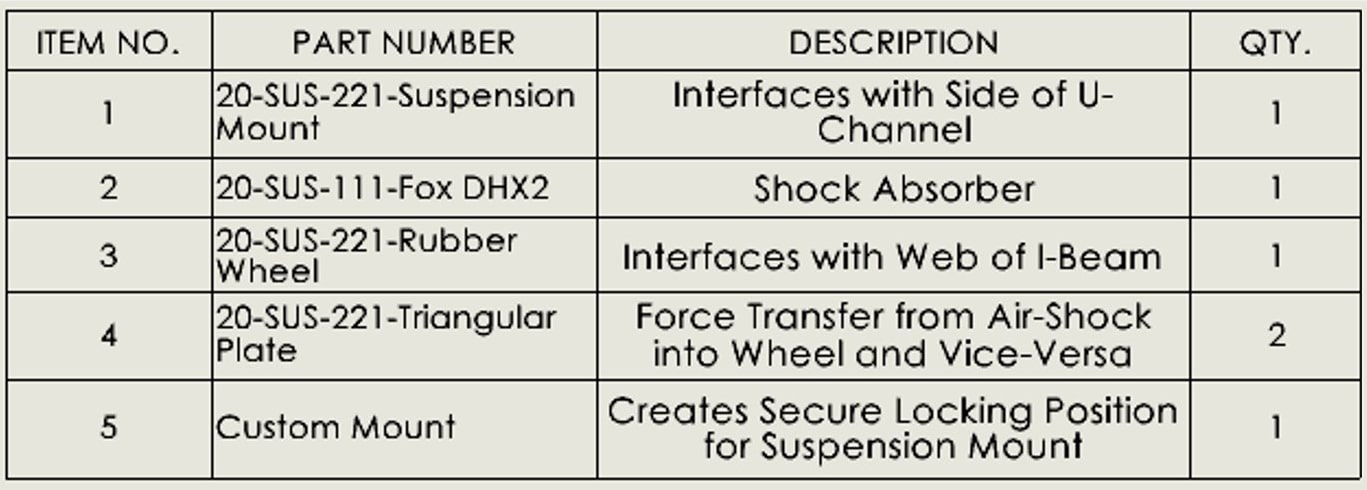 ITEM NO. PART NUMBER DESCRIPTION QTY.
1 20-SUS-221-Suspension Mount Interfaces with Side of U-Channel 1
2 20-SUS-111-Fox DHX2 Shock Absorber 1
3 20-SUS-221-Rubber Wheel Interfaces with Web of I-Beam 1
4 20-SUS-221-Triangular Plate Force Transfer from Air-Shock into Wheel and Vice-Versa 2
5 Custom Mount Creates Secure Locking Position for Suspension Mount 1